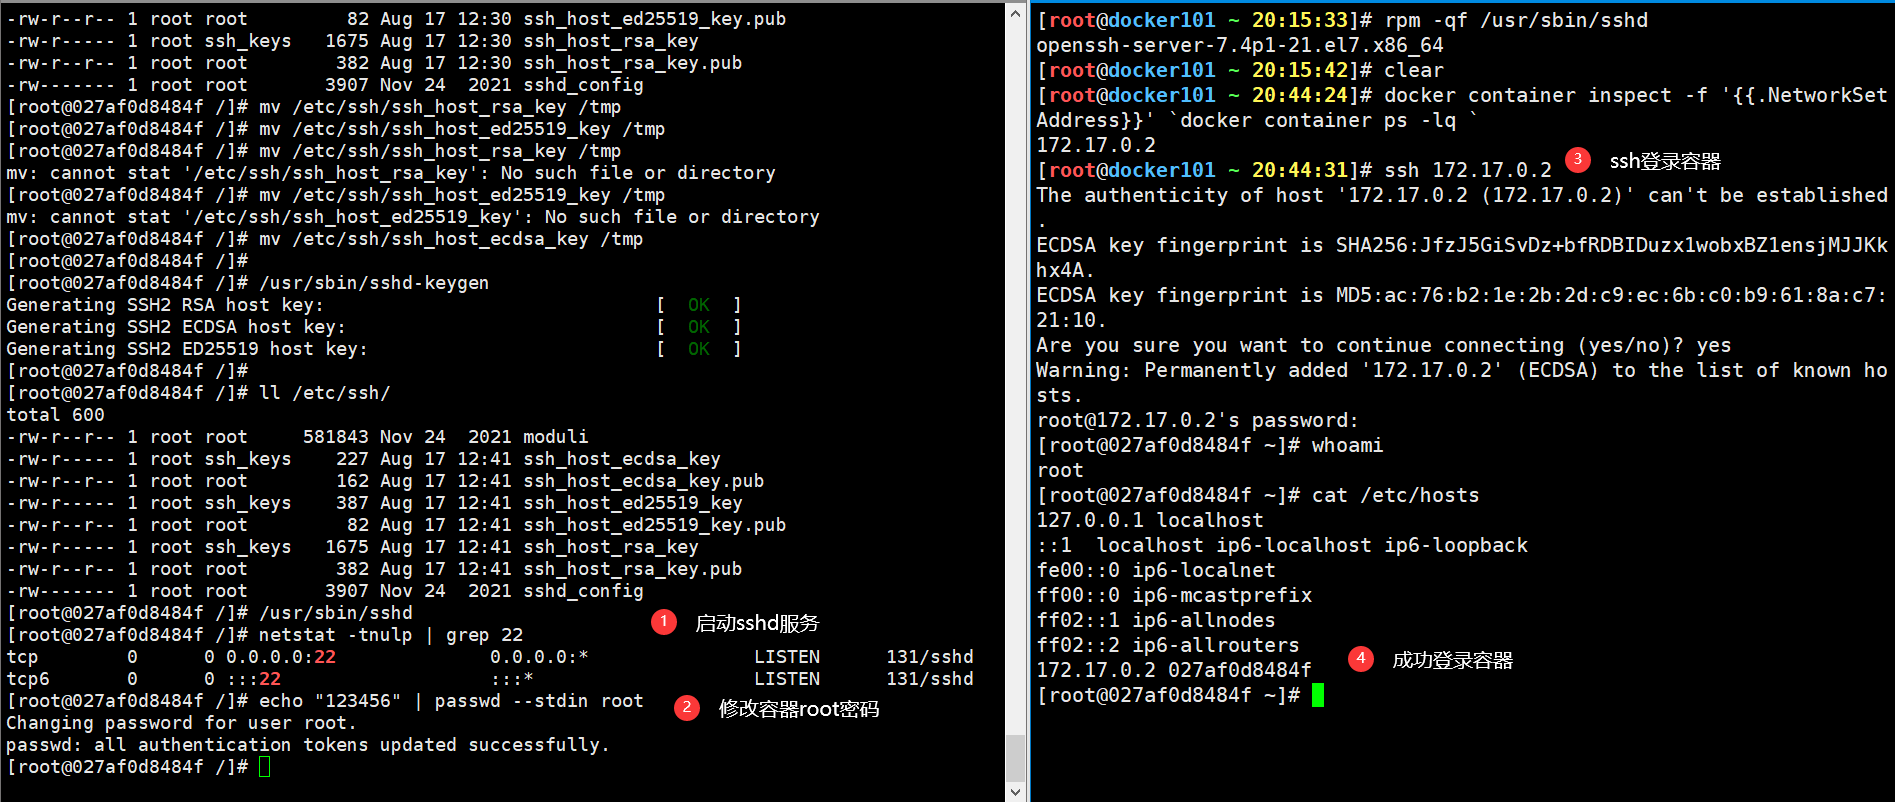 -rw-r--r-- 1 root root         82 Aug 17 12:30 ssh_host_ed25519_key.pub
-rw-r----- 1 root ssh_keys   1675 Aug 17 12:30 ssh_host_rsa_key
-rw-r--r-- 1 root root        382 Aug 17 12:30 ssh_host_rsa_key.pub
-rw------- 1 root root       3907 Nov 24  2021 sshd_config
[root@027af0d8484f /]# mv /etc/ssh/ssh_host_rsa_key /tmp
[root@027af0d8484f /]# mv /etc/ssh/ssh_host_ed25519_key /tmp
[root@027af0d8484f /]# mv /etc/ssh/ssh_host_rsa_key /tmp
mv: cannot stat '/etc/ssh/ssh_host_rsa_key': No such file or directory
[root@027af0d8484f /]# mv /etc/ssh/ssh_host_ed25519_key /tmp
mv: cannot stat '/etc/ssh/ssh_host_ed25519_key': No such file or directory
[root@027af0d8484f /]# mv /etc/ssh/ssh_host_ecdsa_key /tmp
[root@027af0d8484f /]#
[root@027af0d8484f /]# /usr/sbin/sshd-keygen
Generating SSH2 RSA host key:                              [  OK  ]
Generating SSH2 ECDSA host key:                            [  OK  ]
Generating SSH2 ED25519 host key:                          [  OK  ]
[root@027af0d8484f /]#
[root@027af0d8484f /]# ll /etc/ssh/
total 600
-rw-r--r-- 1 root root     581843 Nov 24  2021 moduli
-rw-r----- 1 root ssh_keys    227 Aug 17 12:41 ssh_host_ecdsa_key
-rw-r--r-- 1 root root        162 Aug 17 12:41 ssh_host_ecdsa_key.pub
-rw-r----- 1 root ssh_keys    387 Aug 17 12:41 ssh_host_ed25519_key
-rw-r--r-- 1 root root         82 Aug 17 12:41 ssh_host_ed25519_key.pub
-rw-r----- 1 root ssh_keys   1675 Aug 17 12:41 ssh_host_rsa_key
-rw-r--r-- 1 root root        382 Aug 17 12:41 ssh_host_rsa_key.pub
-rw------- 1 root root       3907 Nov 24  2021 sshd_config
[root@027af0d8484f /]# /usr/sbin/sshd
1 启动sshd服务
[root@027af0d8484f /]# netstat -tnulp | grep 22
tcp        0      0 0.0.0.0:22              0.0.0.0:*               LISTEN      131/sshd
tcp6       0      0 :::22                   :::*                    LISTEN      131/sshd
[root@027af0d8484f /]# echo "123456" | passwd --stdin root
2 修改容器root密码
Changing password for user root.
passwd: all authentication tokens updated successfully.
[root@027af0d8484f /]#
[root@docker101 ~ 20:15:33]# rpm -qf /usr/sbin/sshd
openssh-server-7.4p1-21.el7.x86_64
[root@docker101 ~ 20:15:42]# clear
[root@docker101 ~ 20:44:24]# docker container inspect -f '{{.NetworkSet
Address}}' `docker container ps -lq `
172.17.0.2
[root@docker101 ~ 20:44:31]# ssh 172.17.0.2
3 ssh登录容器
The authenticity of host '172.17.0.2 (172.17.0.2)' can't be established
.
ECDSA key fingerprint is SHA256:JfzJ5GiSvDz+bfRDBIDuzx1wobxBZ1ensjMJJKk
hx4A.
ECDSA key fingerprint is MD5:ac:76:b2:1e:2b:2d:c9:ec:6b:c0:b9:61:8a:c7:
21:10.
Are you sure you want to continue connecting (yes/no)? yes
Warning: Permanently added '172.17.0.2' (ECDSA) to the list of known ho
sts.
root@172.17.0.2's password:
[root@027af0d8484f ~]# whoami
root
[root@027af0d8484f ~]# cat /etc/hosts
127.0.0.1 localhost
::1  localhost ip6-localhost ip6-loopback
fe00::0 ip6-localnet
ff00::0 ip6-mcastprefix
ff02::1 ip6-allnodes
ff02::2 ip6-allrouters
4 成功登录容器
172.17.0.2 027af0d8484f
[root@027af0d8484f ~]#